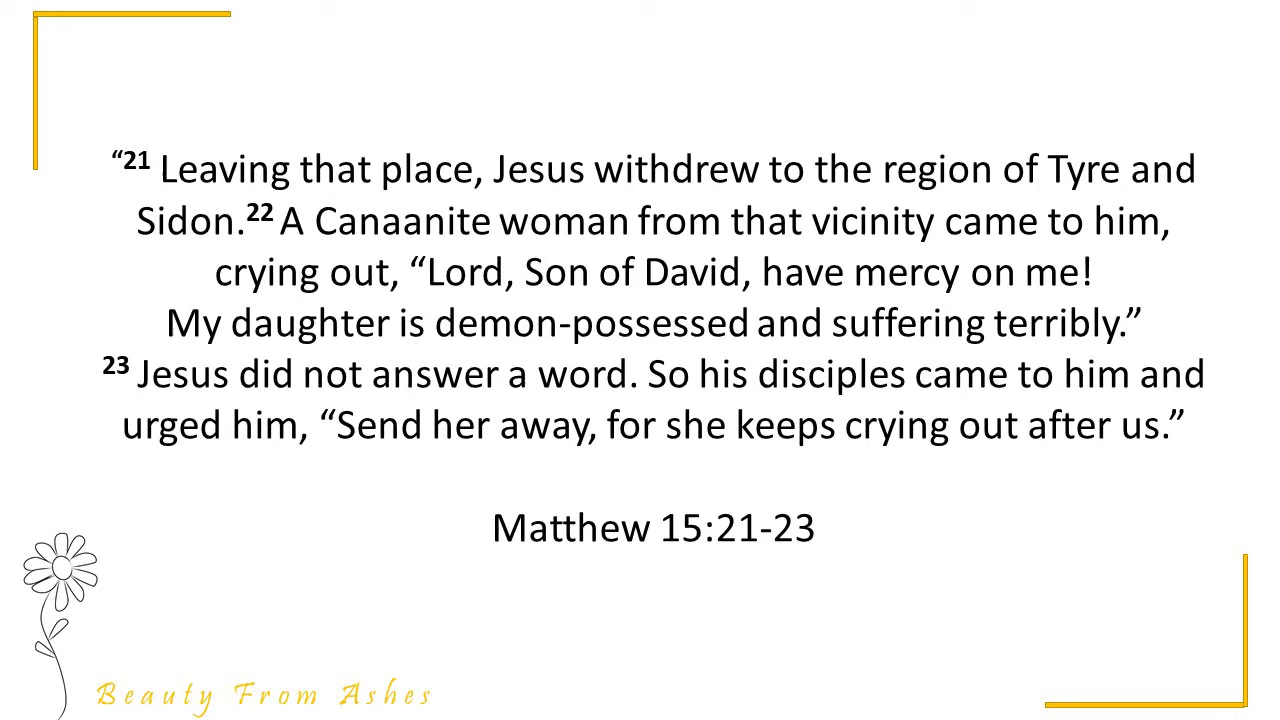 “21 Leaving that place, Jesus withdrew to the region of Tyre and
Sidon.22 A Canaanite woman from that vicinity came to him,
crying out, “Lord, Son of David, have mercy on me!
My daughter is demon-possessed and suffering terribly.”
23 Jesus did not answer a word. So his disciples came to him and
urged him, “Send her away, for she keeps crying out after us.”
Matthew 15:21-23
Beauty From Ashes